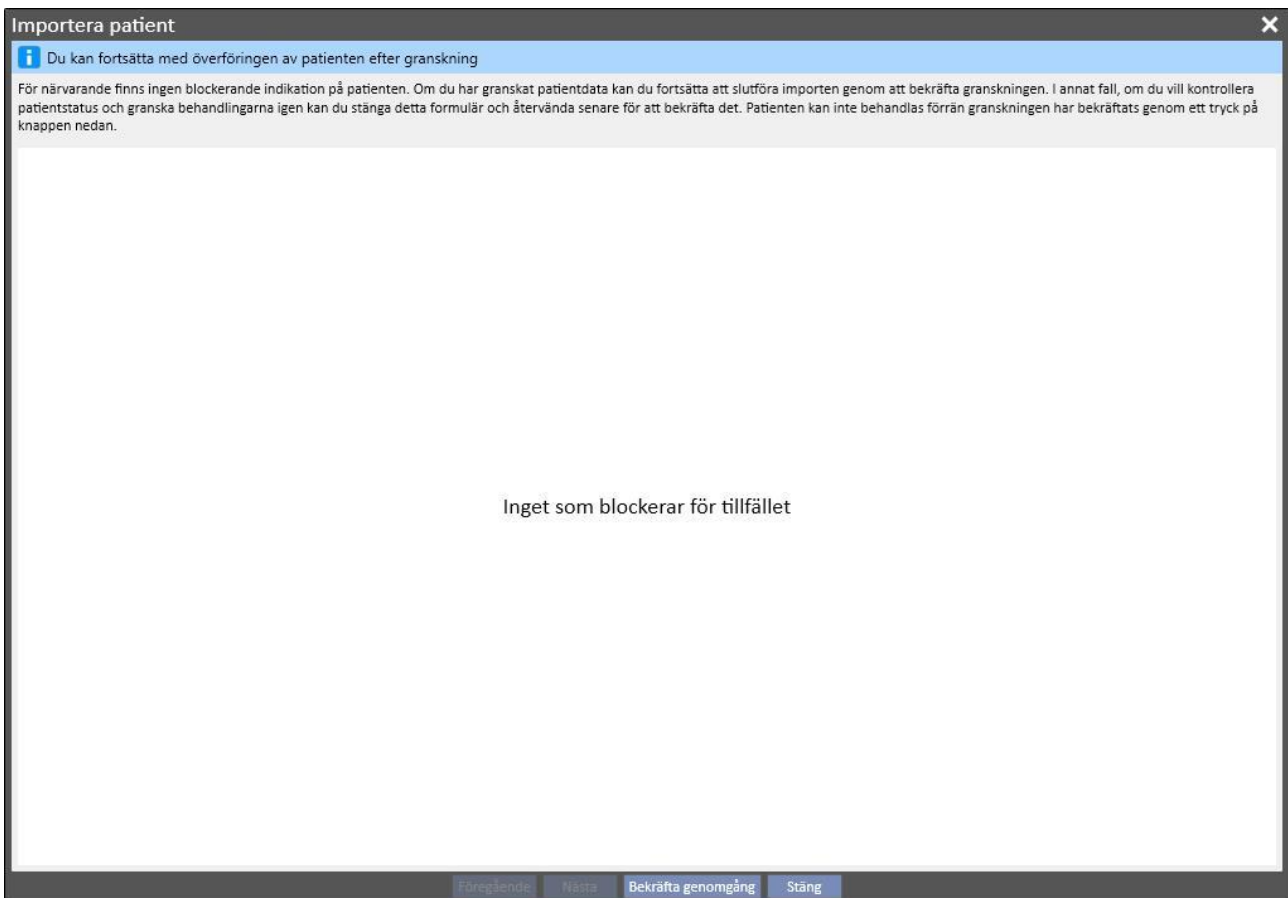 Importera patient
Du kan fortsätta med överföringen av patienten efter granskning
För närvarande finns ingen blockerande indikation på patienten. Om du har granskat patientdata kan du fortsätta att slutföra importen genom att bekräfta granskningen. I annat fall, om du vill kontrollera
patientstatus och granska behandlingarna igen kan du stänga detta formulär och återvända senare för att bekräfta det. Patienten kan inte behandlas förrän granskningen har bekräftats genom ett tryck på
knappen nedan.
Inget som blockerar för tillfället
Föregående Nästa Bekräfta genomgång Stäng